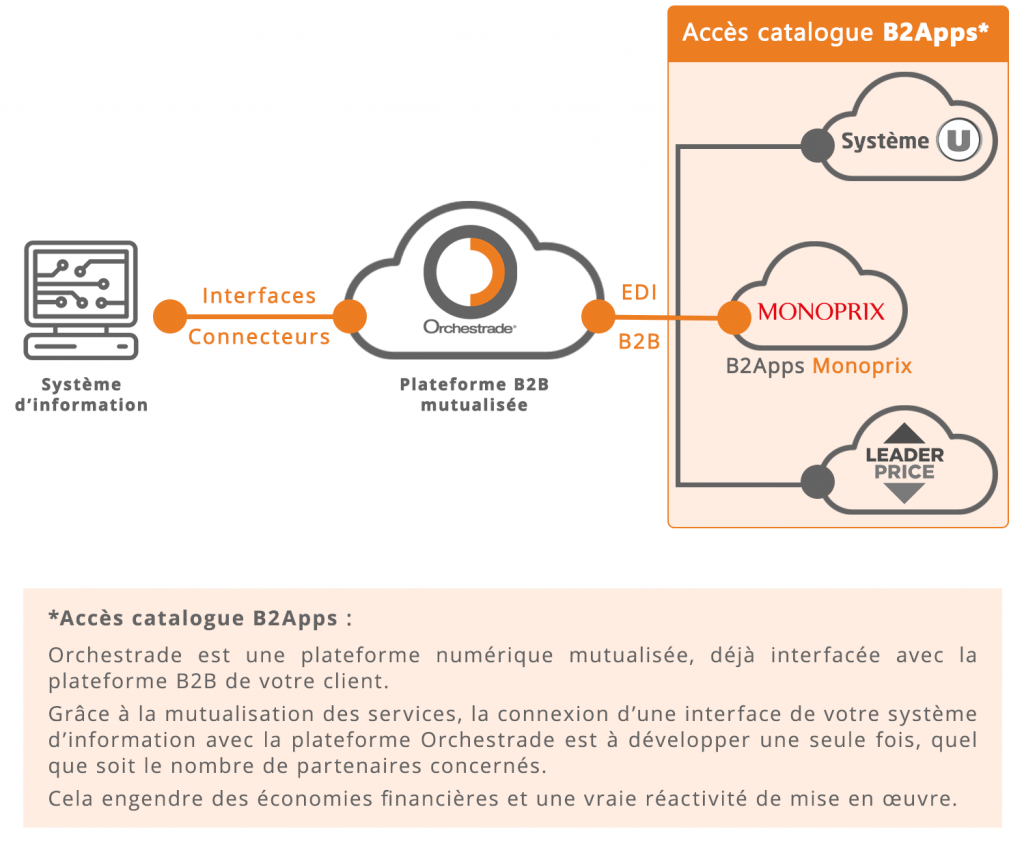 Accès catalogue B2Apps*
Système U
Orchestrade®
Interfaces
Connecteurs
EDI
B2B
MONOPRIX
B2Apps Monoprix
Système
d’information
Plateforme B2B
mutualisée
LEADER
PRICE
*Accès catalogue B2Apps :
Orchestrade est une plateforme numérique mutualisée, déjà interfacée avec la
plateforme B2B de votre client.
Grâce à la mutualisation des services, la connexion d’une interface de votre système
d’information avec la plateforme Orchestrade est à développer une seule fois, quel
que soit le nombre de partenaires concernés.
Cela engendre des économies financières et une vraie réactivité de mise en œuvre.